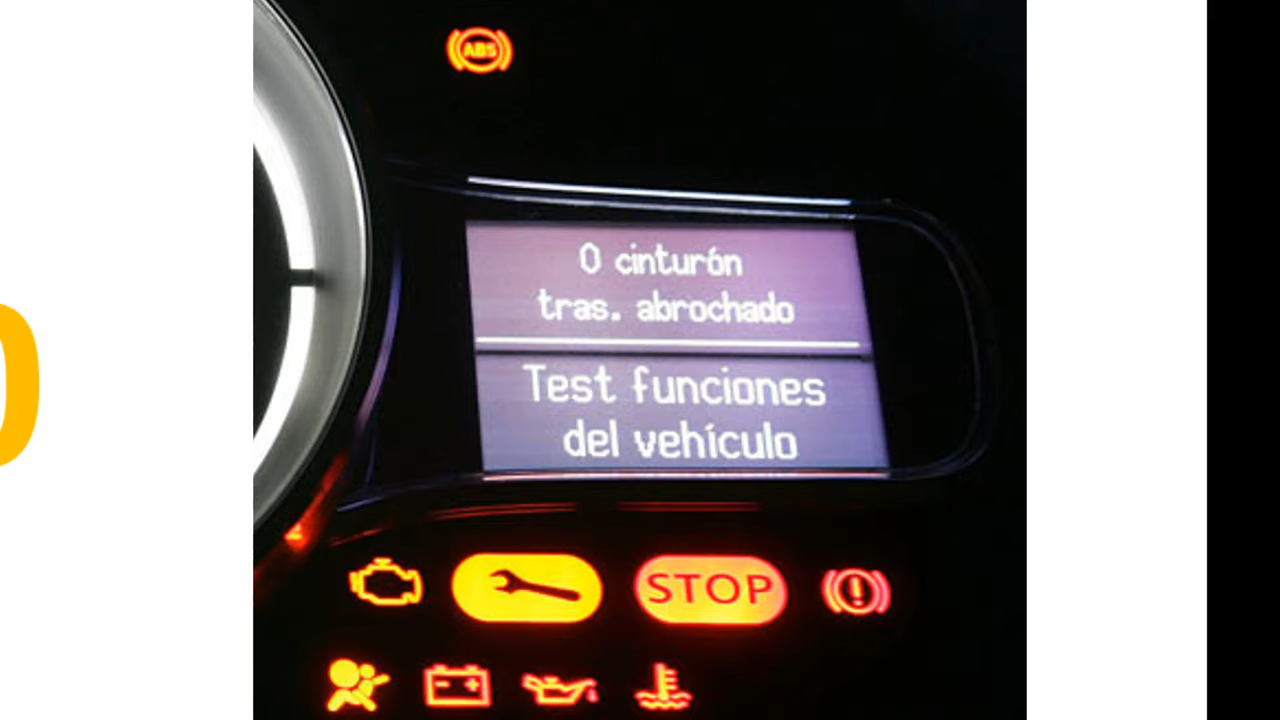 ABS
0 cinturón
tras. abrochado
Test funciones
del vehículo
STOP